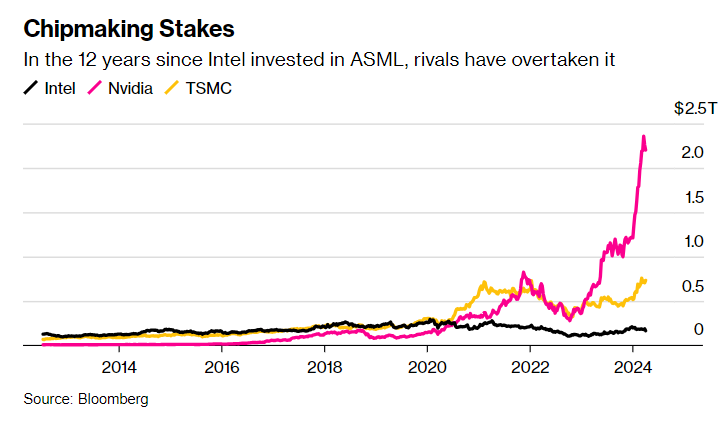 Chipmaking Stakes
In the 12 years since Intel invested in ASML, rivals have overtaken it
Intel Nvidia TSMC
$2.5T
2.0
1.5
1.0
0.5
0
2014 2016 2018 2020 2022 2024
Source: Bloomberg